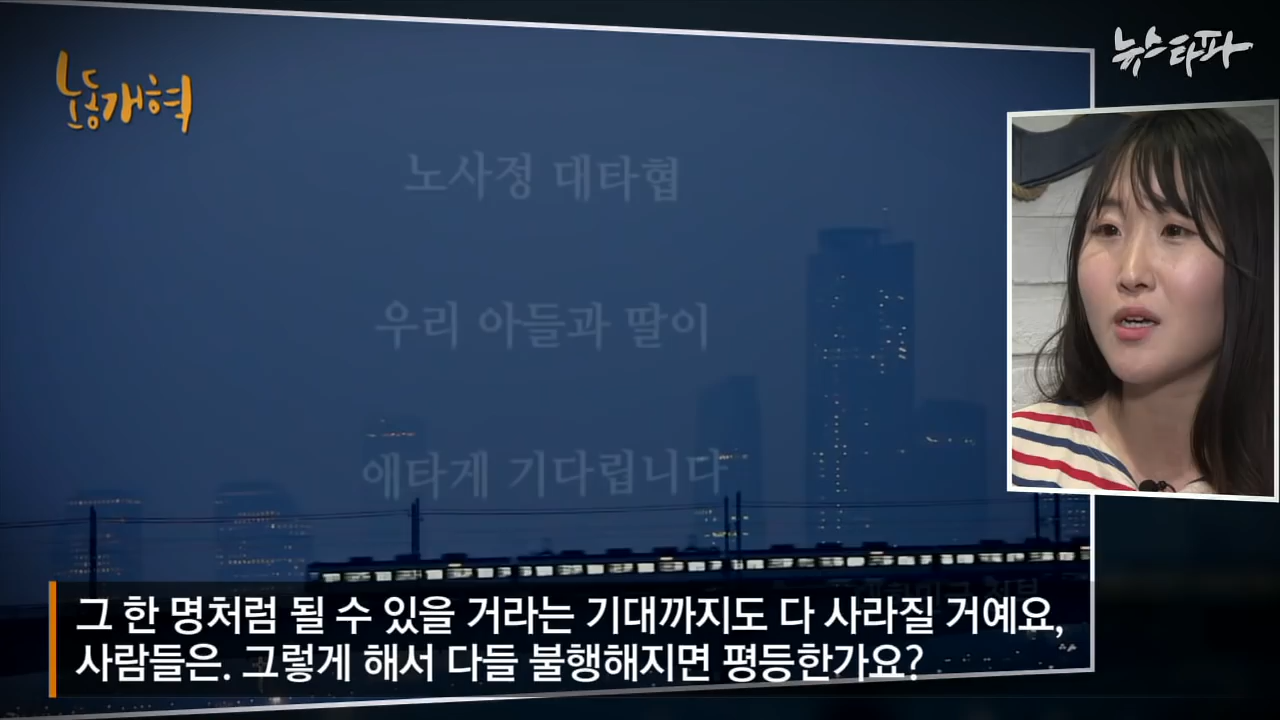 뉴스타파
노동개혁
노사정 대타협
우리 아들과 딸이
애타게 기다립니다
그 한 명처럼 될 수 있을 거라는 기대까지도 다 사라질 거예요,
사람들은. 그렇게 해서 다들 불행해지면 평등한가요?